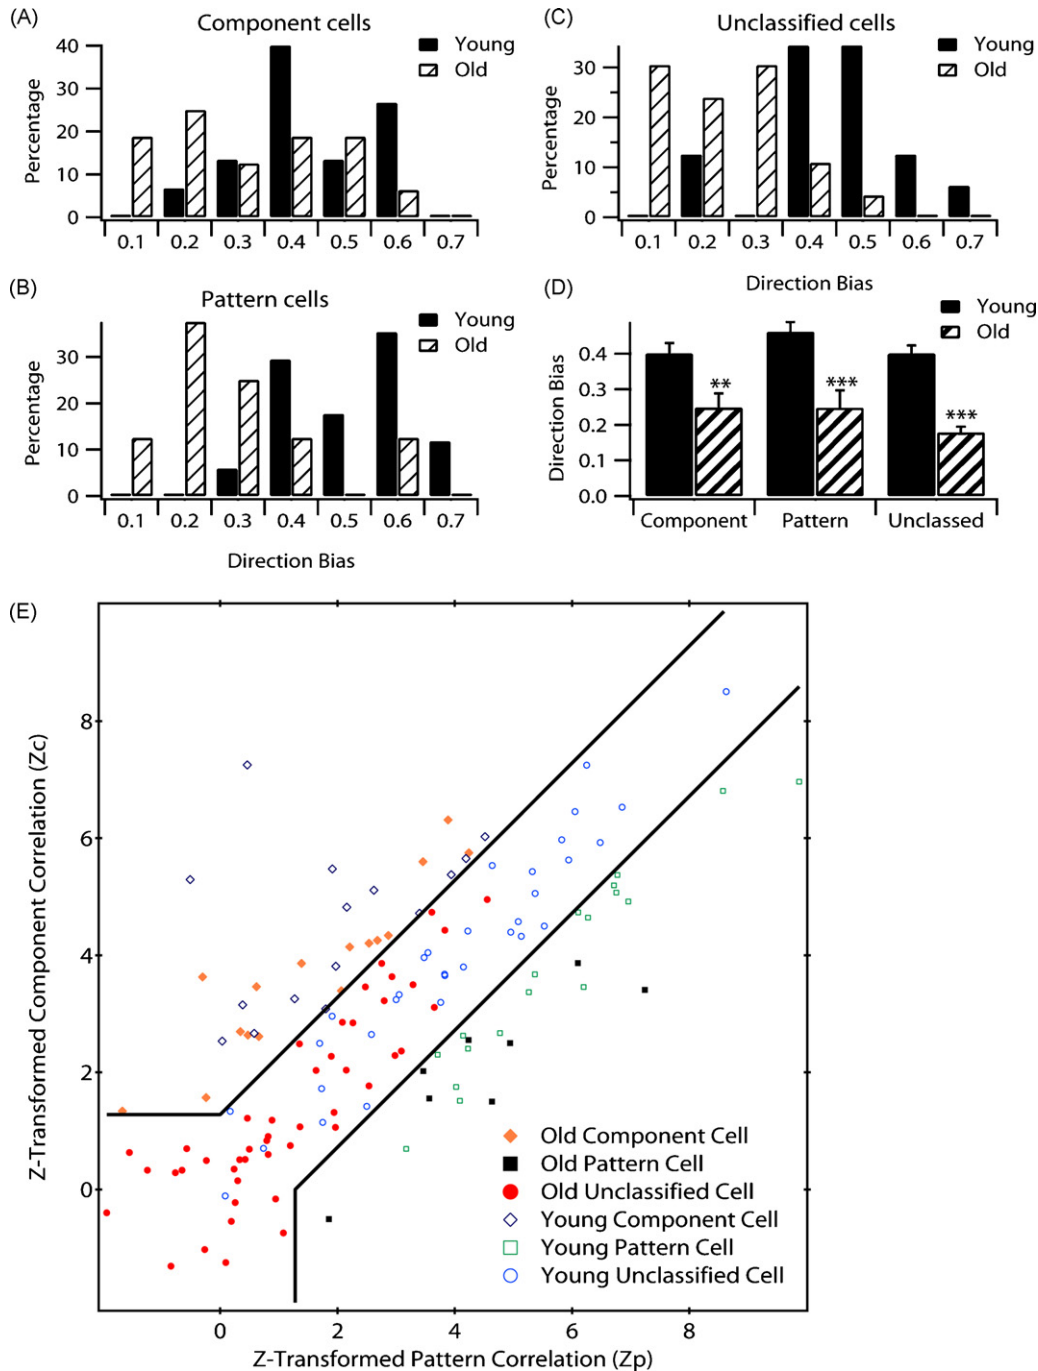 (A)
Component cells
Young
Old
Percentage
40
30
20
10
0
0.1 0.2 0.3 0.4 0.5 0.6 0.7
(C)
Unclassified cells
Young
Old
Percentage
30
20
10
0
0.1 0.2 0.3 0.4 0.5 0.6 0.7
Direction Bias
(B)
Pattern cells
Young
Old
Percentage
30
20
10
0
0.1 0.2 0.3 0.4 0.5 0.6 0.7
Direction Bias
(D)
Young
Old
Direction Bias
0.4
0.3
0.2
0.1
0.0
**
***
***
Component Pattern Unclassed
(E)
Z-Transformed Component Correlation (Zc)
8
6
4
2
0
Old Component Cell
Old Pattern Cell
Old Unclassified Cell
Young Component Cell
Young Pattern Cell
Young Unclassified Cell
0 2 4 6 8
Z-Transformed Pattern Correlation (Zp)